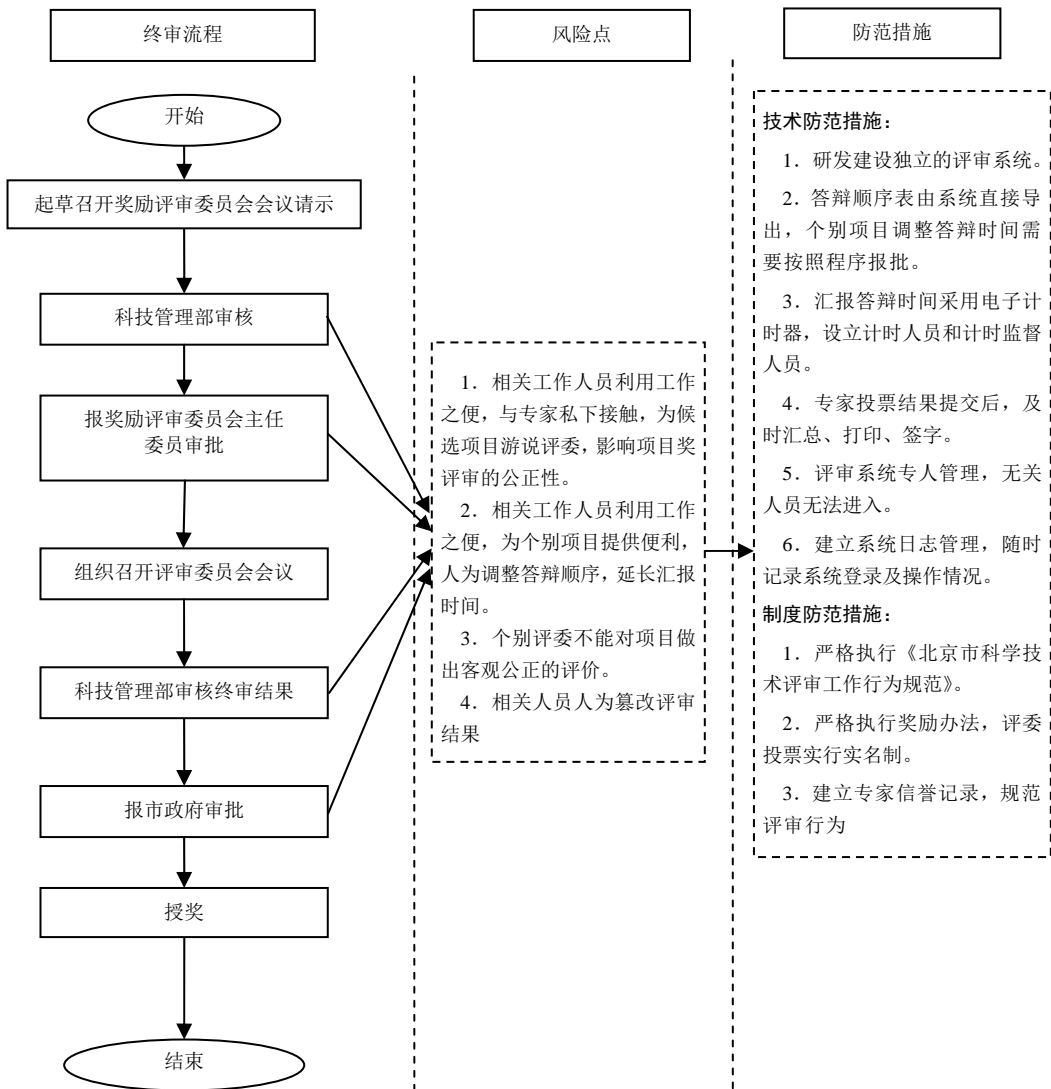 终审流程
风险点
防范措施
开始
起草召开奖励评审委员会会议请示
科技管理部审核
报奖励评审委员会主任
委员审批
组织召开评审委员会会议
科技管理部审核终审结果
报市政府审批
授奖
结束
1．相关工作人员利用工作
之便，与专家私下接触，为候
选项目游说评委，影响项目奖
评审的公正性。
2．相关工作人员利用工作
之便，为个别项目提供便利，
人为调整答辩顺序，延长汇报
时间。
3．个别评委不能对项目做
出客观公正的评价。
4．相关人员人为篡改评审
结果
技术防范措施：
1．研发建设独立的评审系统。
2．答辩顺序表由系统直接导
出，个别项目调整答辩时间需
要按照程序报批。
3．汇报答辩时间采用电子计
时器，设立计时人员和计时监督
人员。
4．专家投票结果提交后，及
时汇总、打印、签字。
5．评审系统专人管理，无关
人员无法进入。
6．建立系统日志管理，随时
记录系统登录及操作情况。
制度防范措施：
1．严格执行《北京市科学技
术评审工作行为规范》。
2．严格执行奖励办法，评委
投票实行实名制。
3．建立专家信誉记录，规范
评审行为